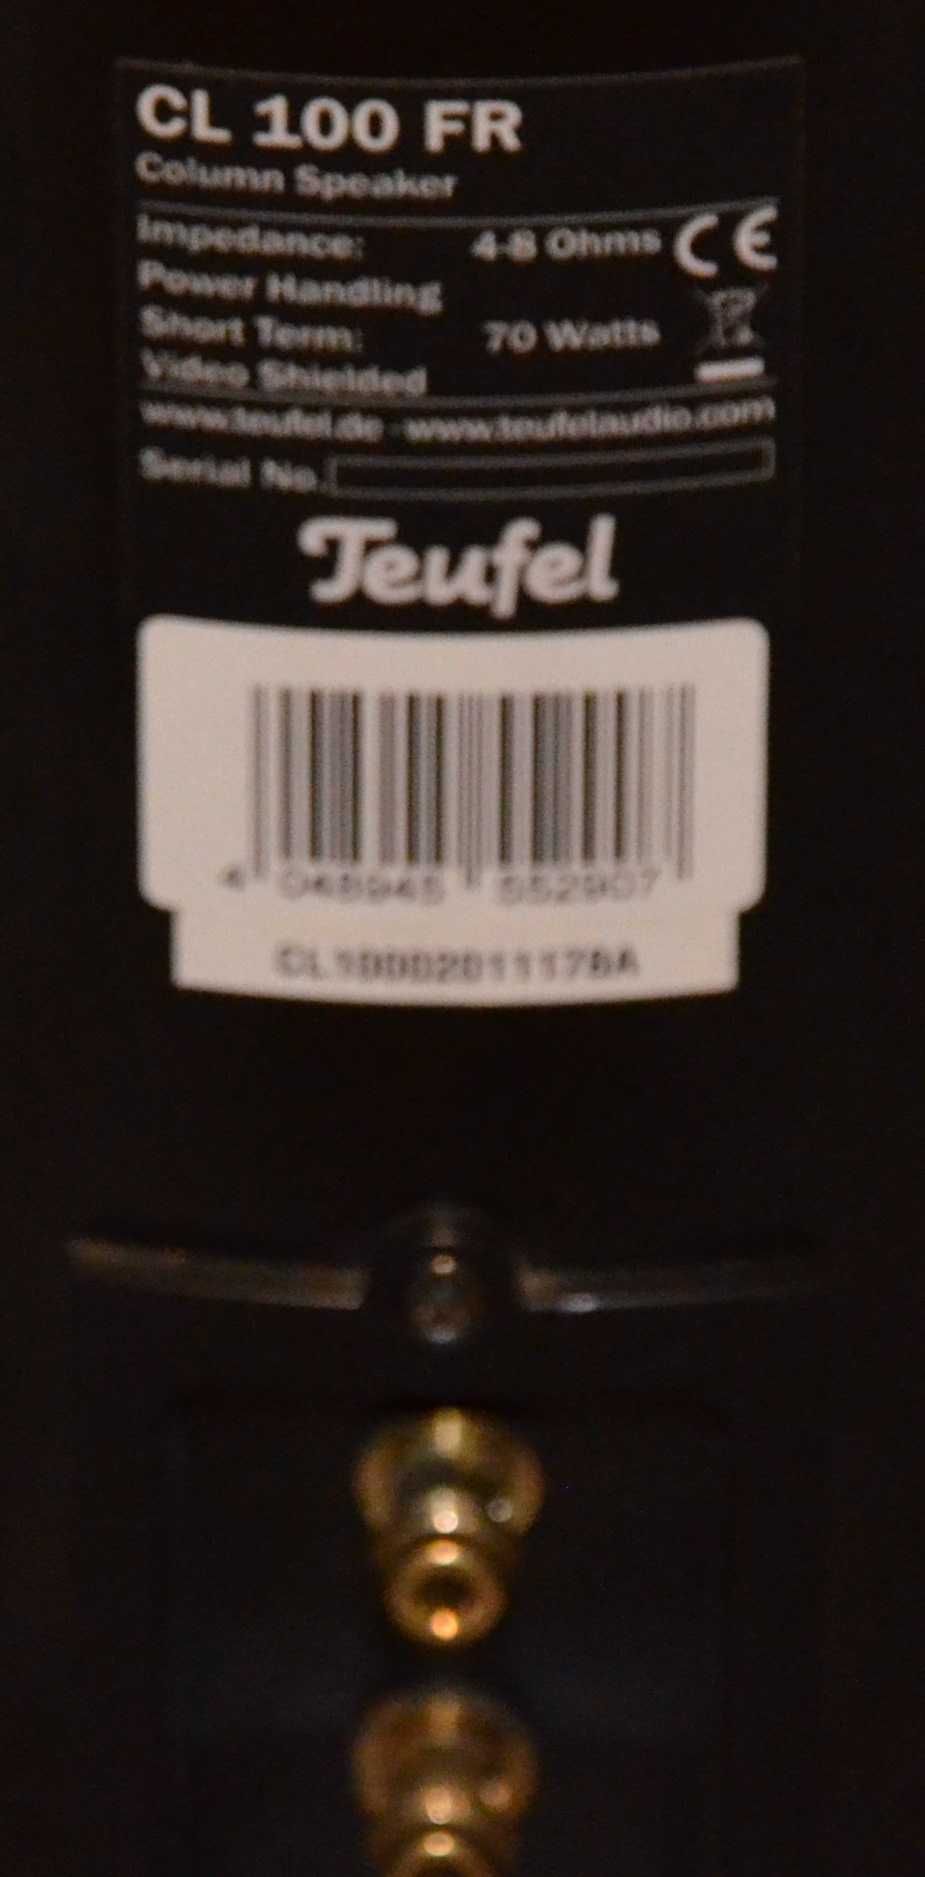 CL 100 FR
Column Speaker
Impedance: 4-8 Ohms CE
Power Handling
Short Term: 70 Watts
Video Shielded
www.teufel.de · www.teufelaudio.com
Serial No.
Teufel
4 048945 552907